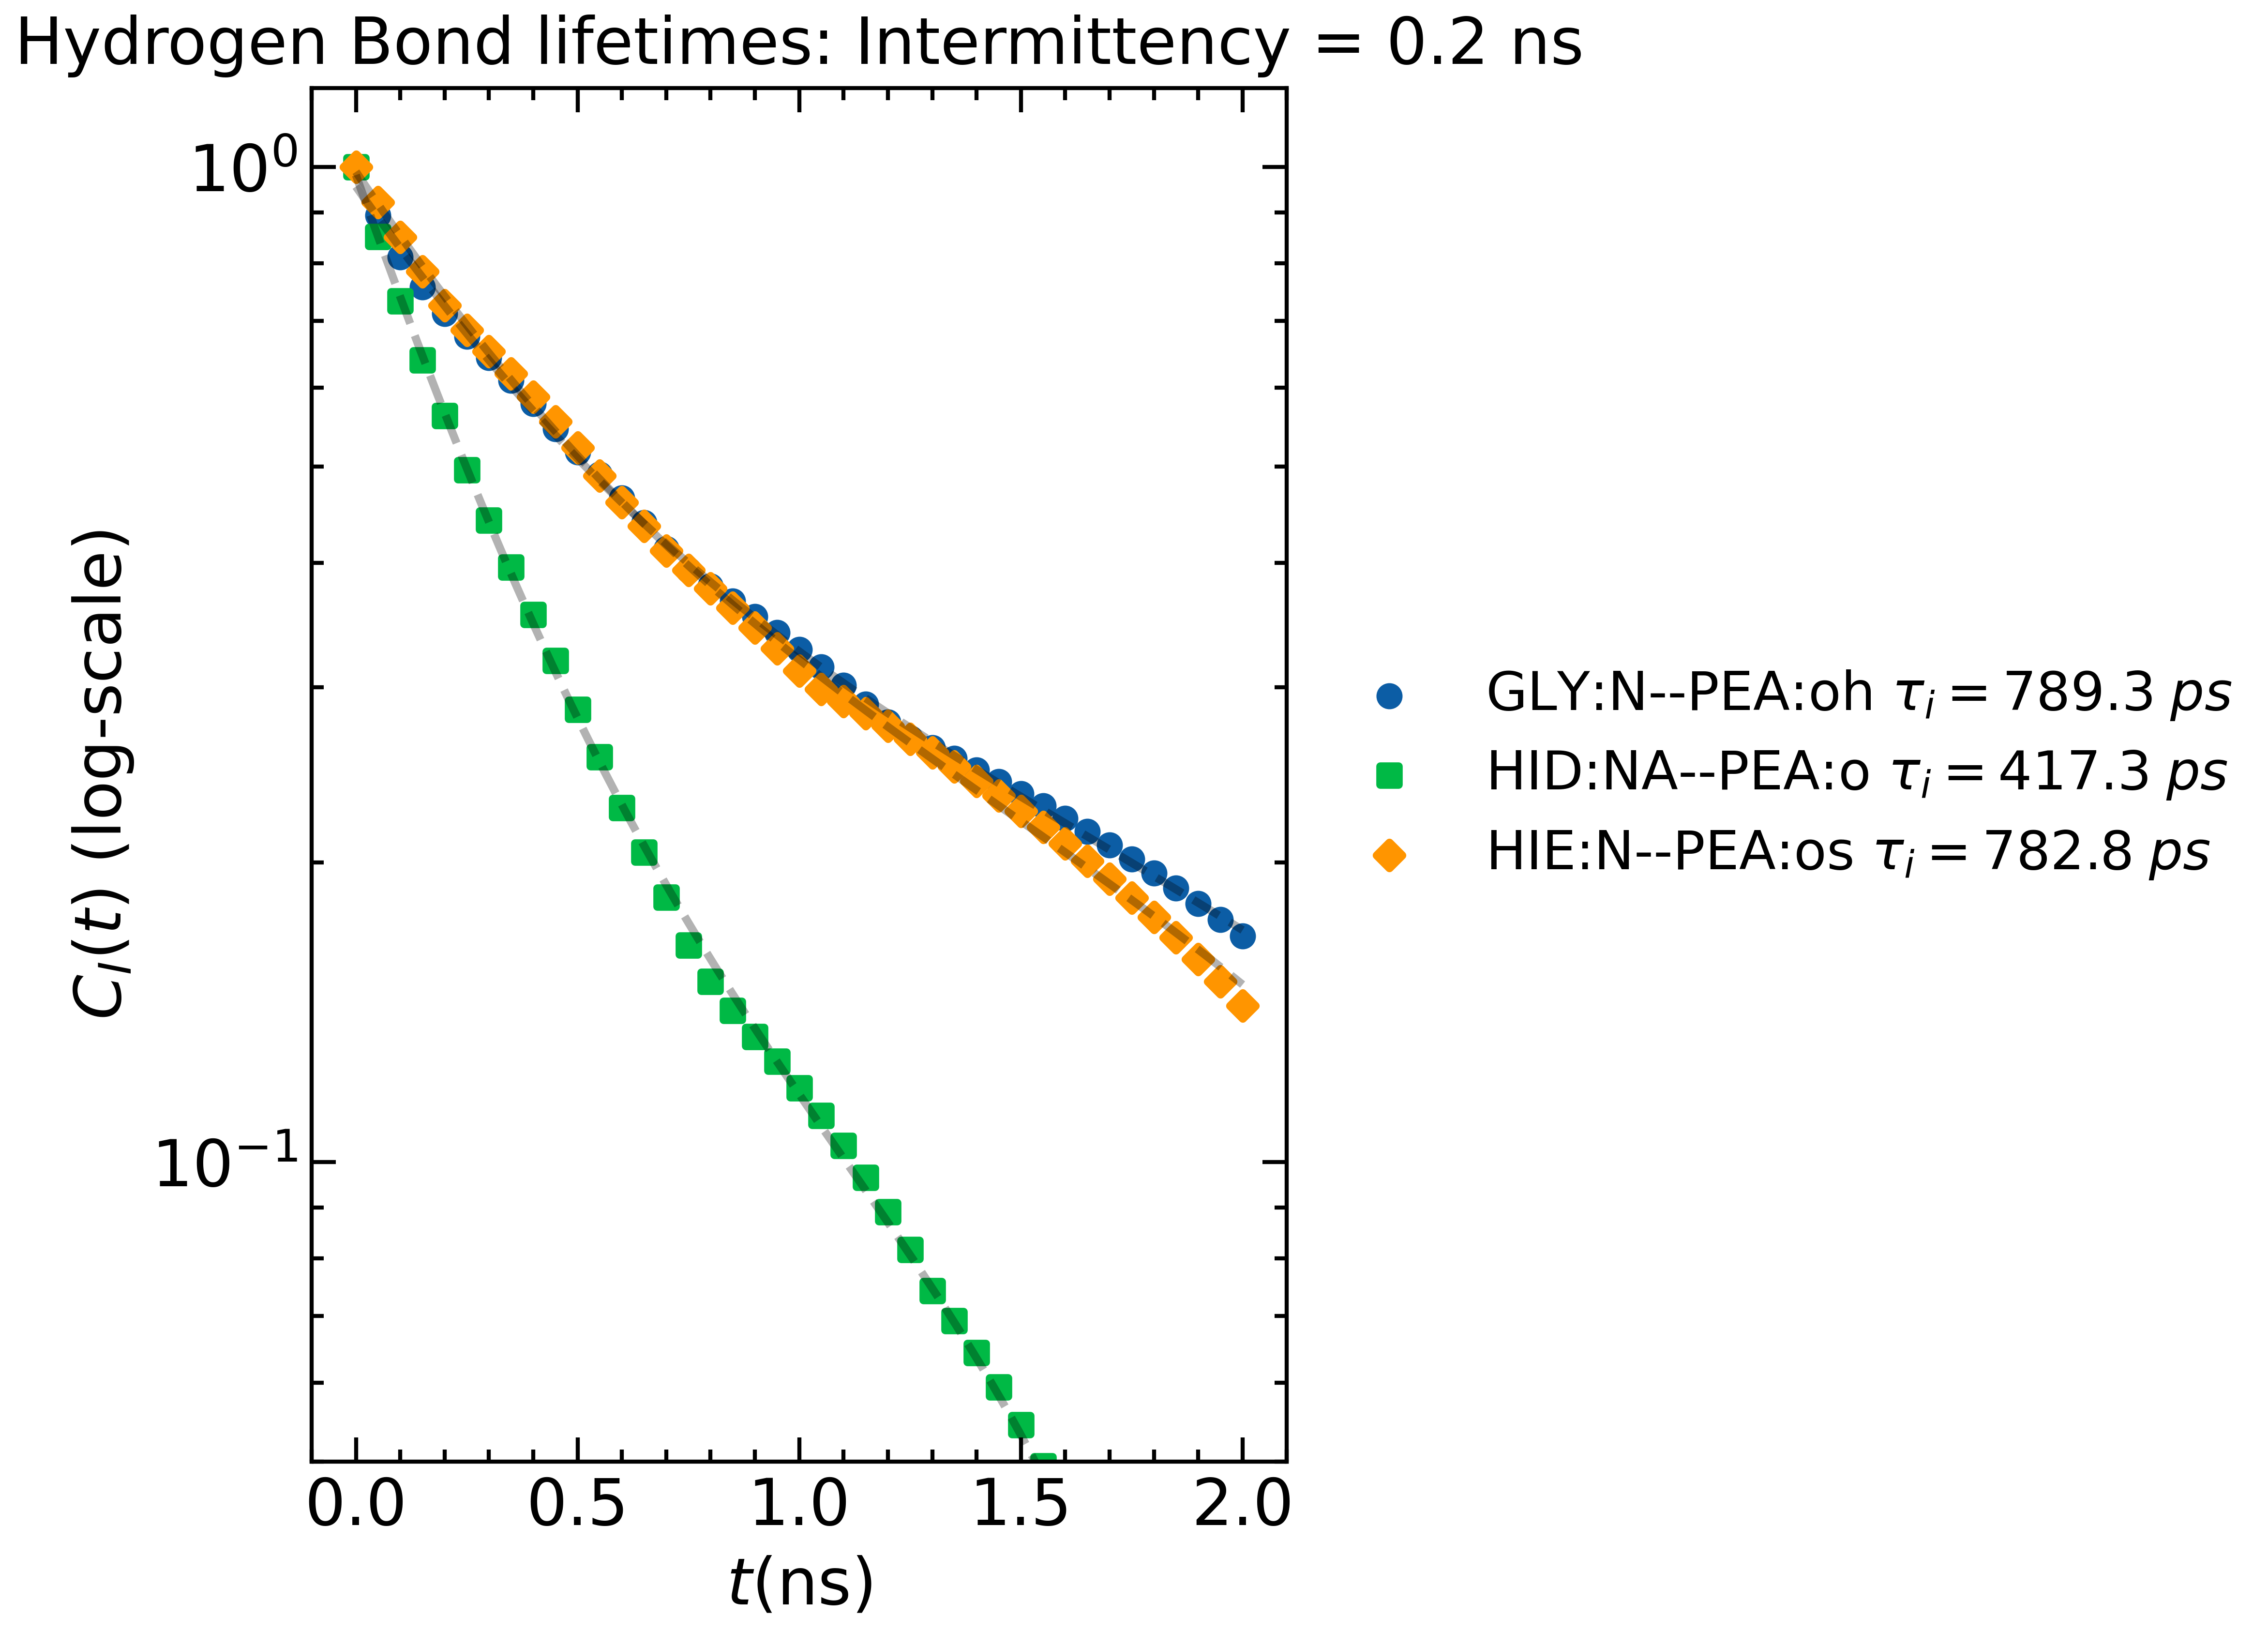 Hydrogen Bond lifetimes: Intermittency = 0.2 ns
10⁰
10⁻¹
C_I(t) (log-scale)
0.0 0.5 1.0 1.5 2.0
t(ns)
GLY:N--PEA:oh τ_i = 789.3 ps
HID:NA--PEA:o τ_i = 417.3 ps
HIE:N--PEA:os τ_i = 782.8 ps